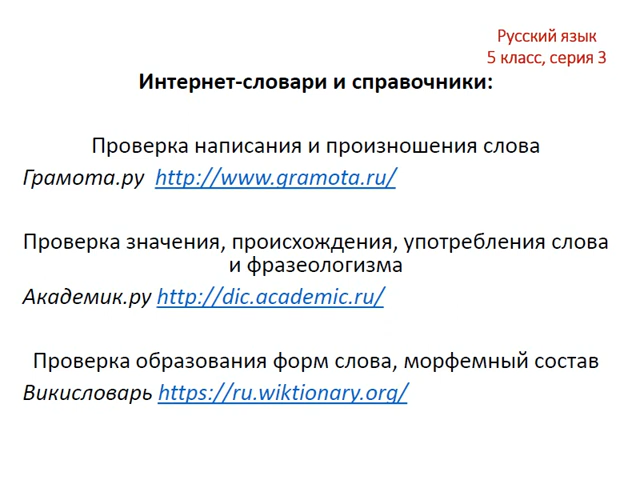 Русский язык
5 класс, серия 3
Интернет-словари и справочники:
Проверка написания и произношения слова
Грамота.ру http://www.gramota.ru/
Проверка значения, происхождения, употребления слова
и фразеологизма
Академик.ру http://dic.academic.ru/
Проверка образования форм слова, морфемный состав
Викисловарь https://ru.wiktionary.org/